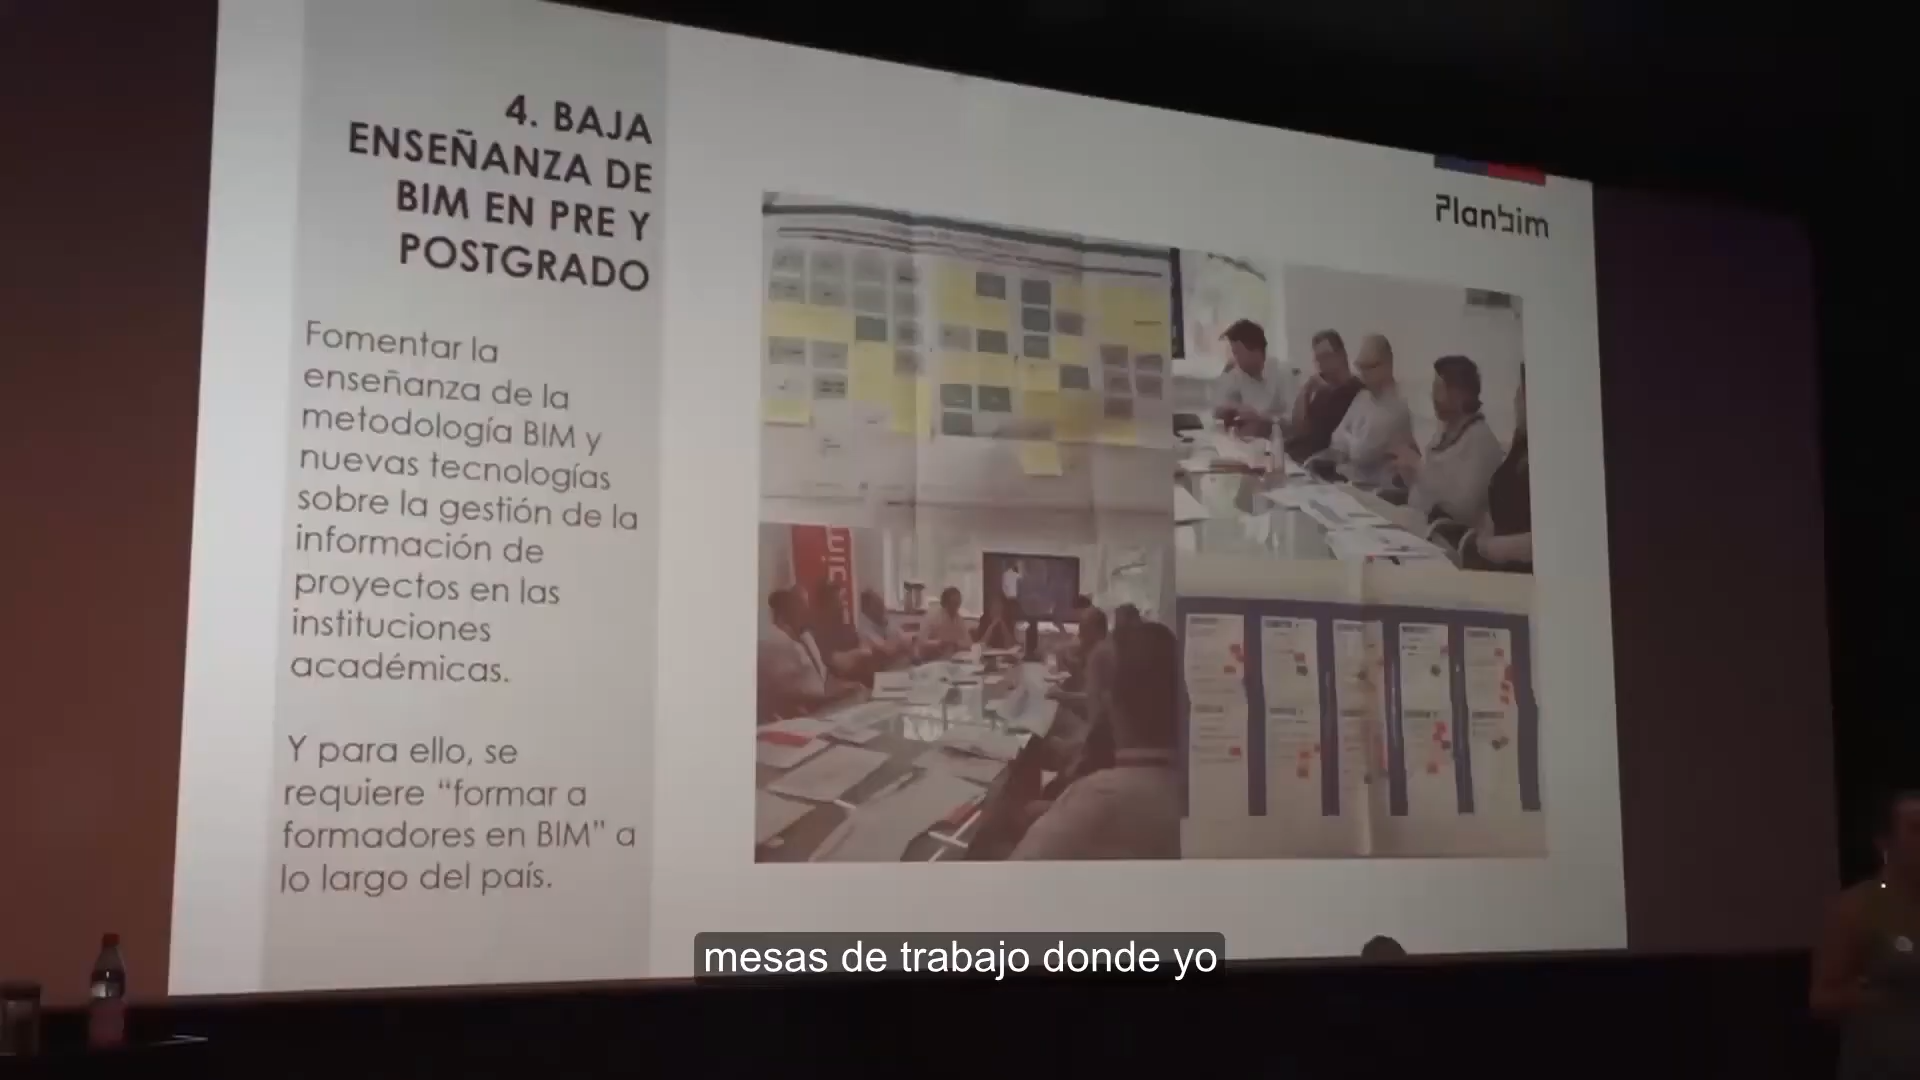 4. BAJA
ENSEÑANZA DE
BIM EN PRE Y
POSTGRADO
Fomentar la
enseñanza de la
metodología BIM y
nuevas tecnologías
sobre la gestión de la
información de
proyectos en las
instituciones
académicas.
Y para ello, se
requiere “formar a
formadores en BIM” a
lo largo del país.
Planbim
mesas de trabajo donde yo